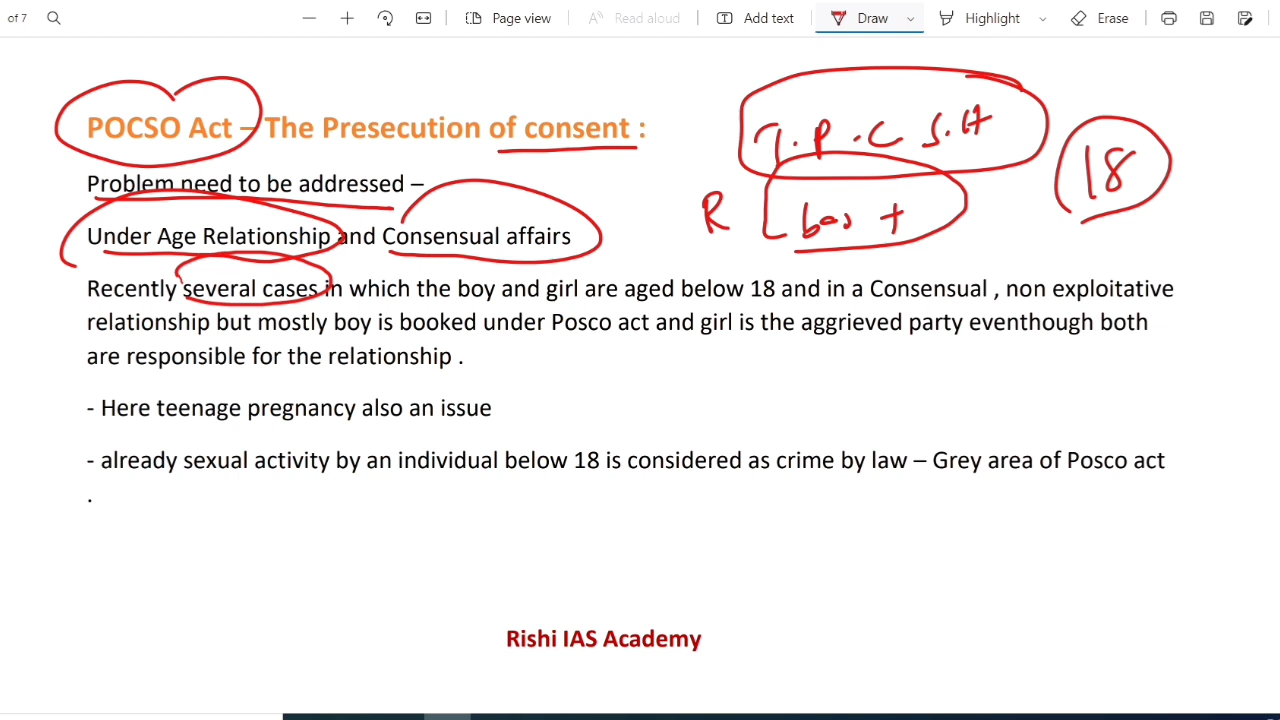 of 7 Page view Read aloud Add text Draw Highlight Erase
POCSO Act – The Presecution of consent :
T.P.C S.H
18
Problem need to be addressed –
R
Under Age Relationship and Consensual affairs
Recently several cases in which the boy and girl are aged below 18 and in a Consensual , non exploitative
relationship but mostly boy is booked under Posco act and girl is the aggrieved party eventhough both
are responsible for the relationship .
- Here teenage pregnancy also an issue
- already sexual activity by an individual below 18 is considered as crime by law – Grey area of Posco act
.
Rishi IAS Academy